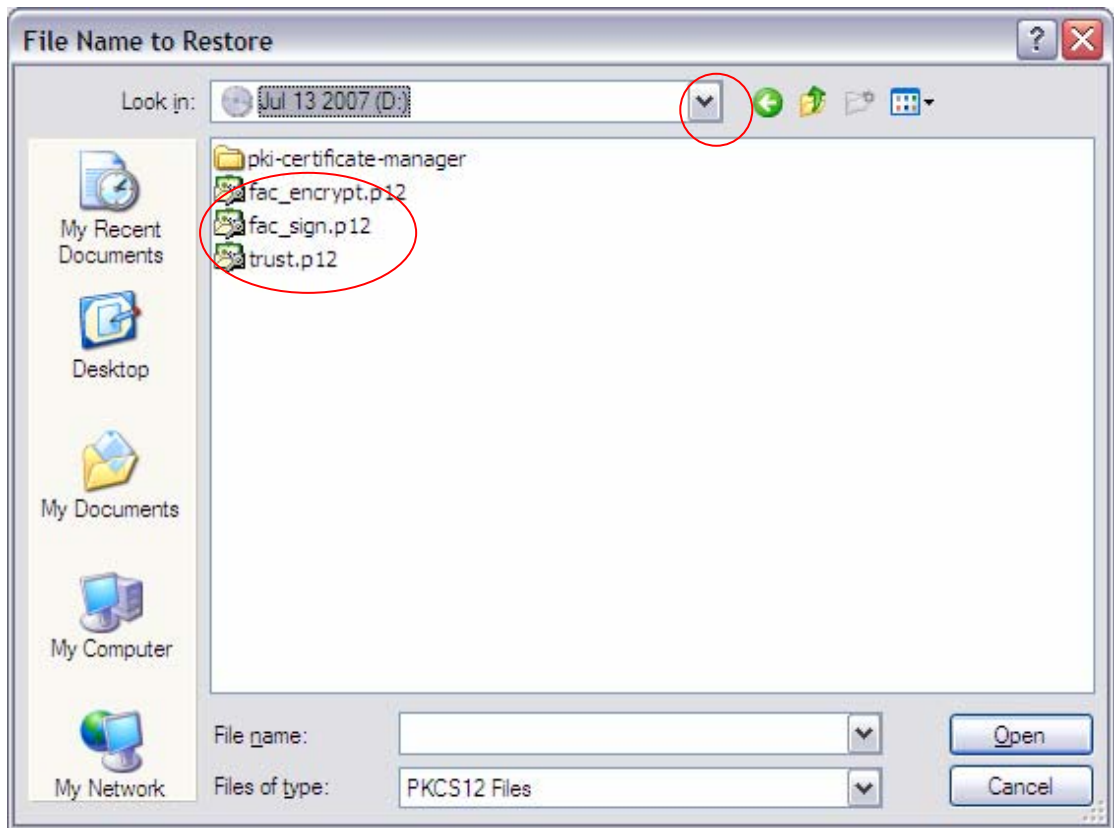 File Name to Restore
Look in:
Jul 13 2007 (D:)
pki-certificate-manager
fac_encrypt.p12
fac_sign.p12
trust.p12
My Recent
Documents
Desktop
My Documents
My Computer
My Network
File name:
Open
Files of type:
PKCS12 Files
Cancel